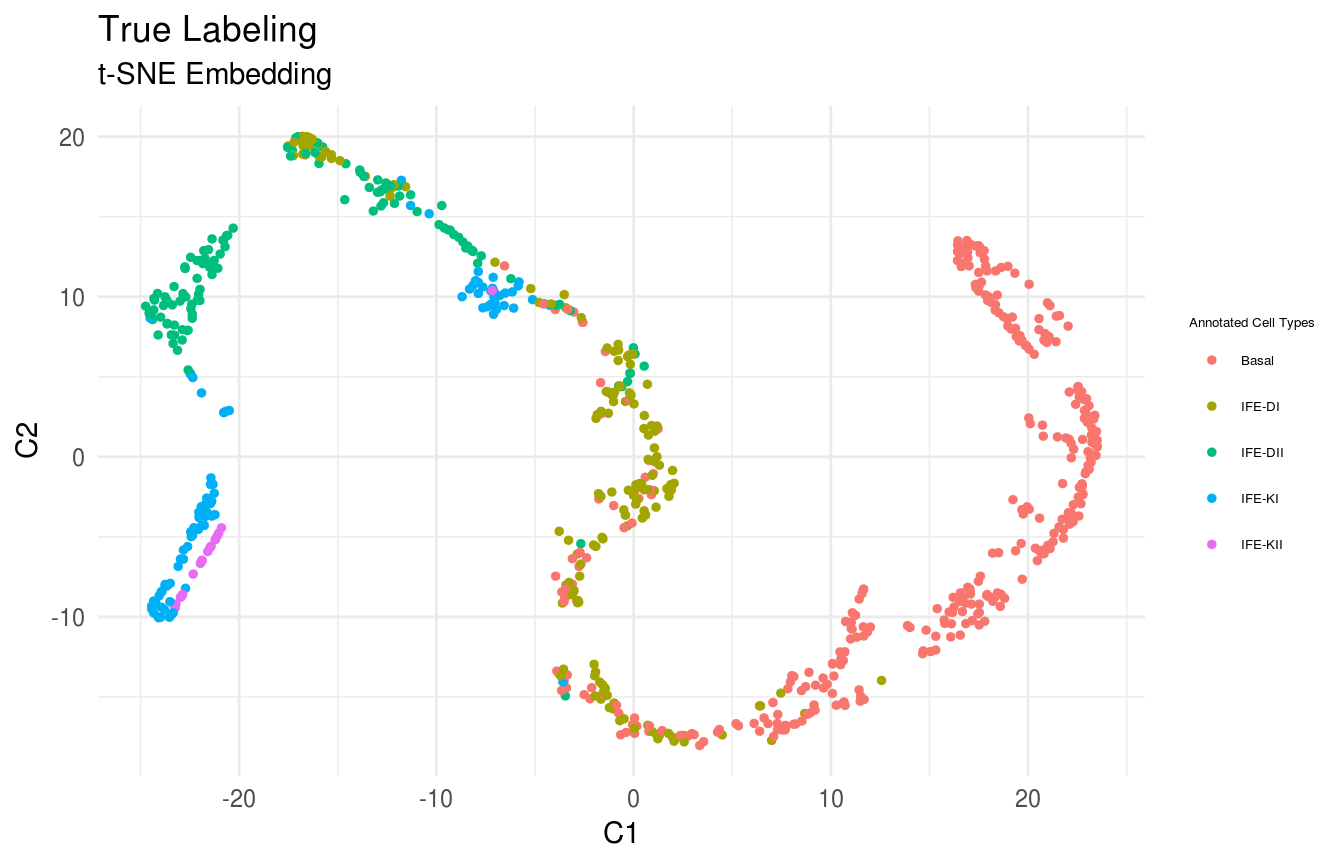 True Labeling
t-SNE Embedding
20
10
0
-10
C2
-20
-10
0
10
20
C1
Annotated Cell Types
Basal
IFE-DI
IFE-DII
IFE-KI
IFE-KII